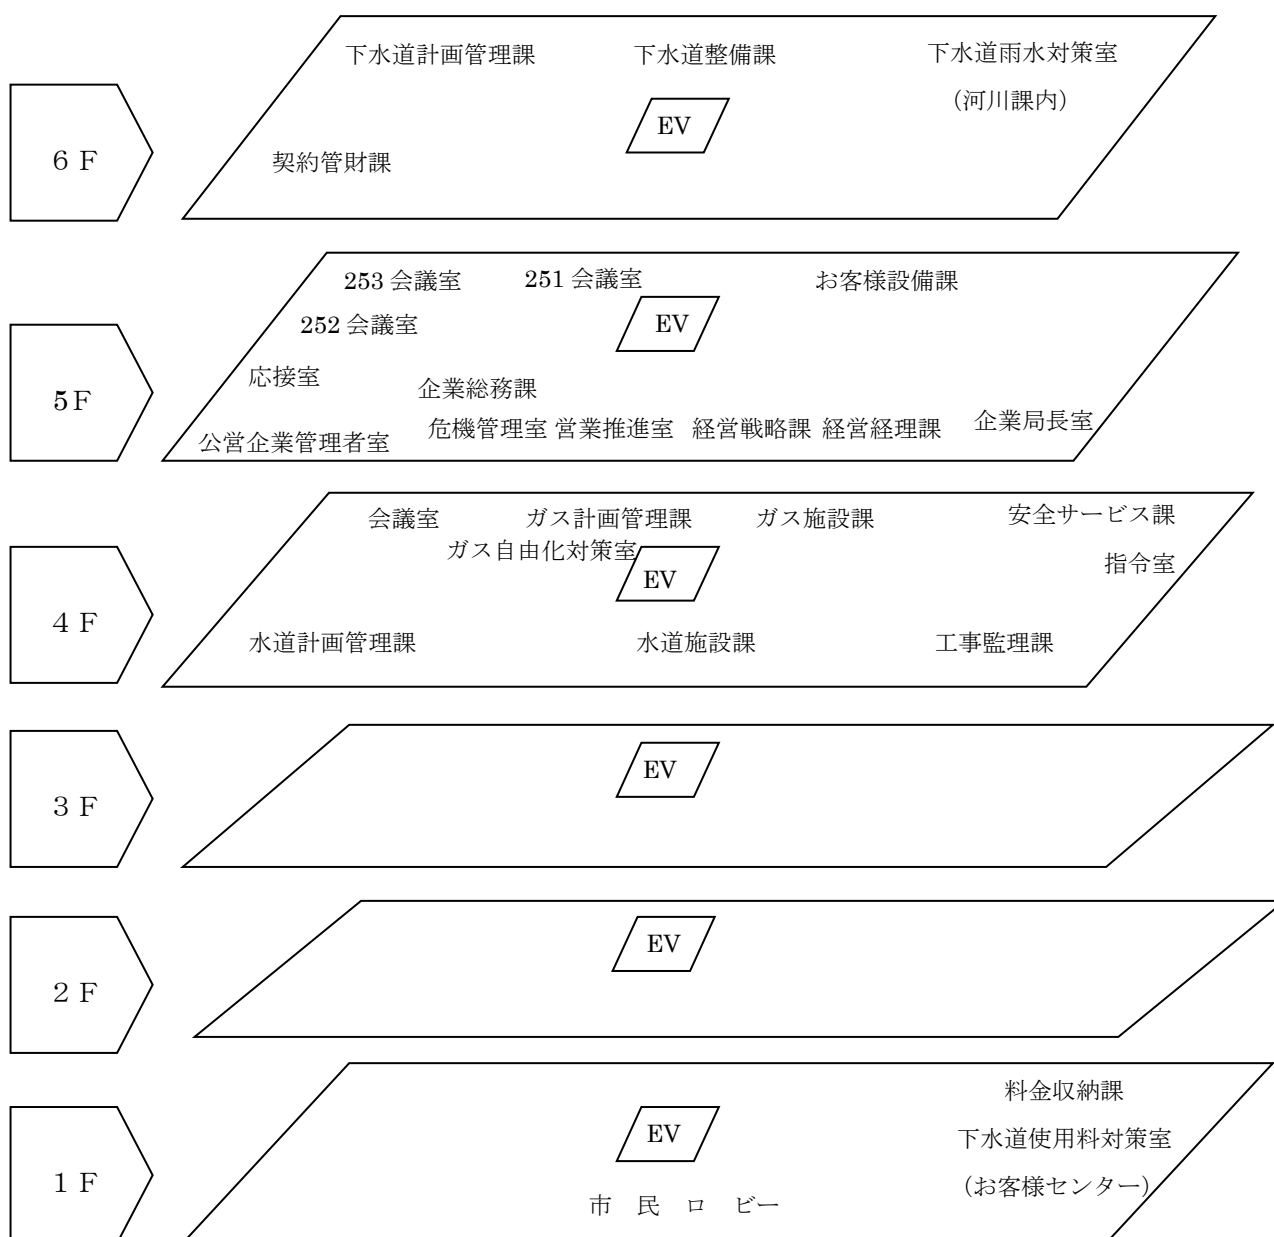 下水道計画管理課 下水道整備課 下水道雨水対策室
(河川課内)
EV
6 F
契約管財課
253 会議室 251 会議室 お客様設備課
252 会議室
EV
応接室
企業総務課
5F
危機管理室 営業推進室 経営戦略課 経営経理課 企業局長室
公営企業管理者室
会議室 ガス計画管理課 ガス施設課 安全サービス課
ガス自由化対策室
指令室
EV
4 F
水道計画管理課 水道施設課 工事監理課
EV
3 F
EV
2 F
料金収納課
EV
下水道使用料対策室
1 F
(お客様センター)
市 民 ロ ビー